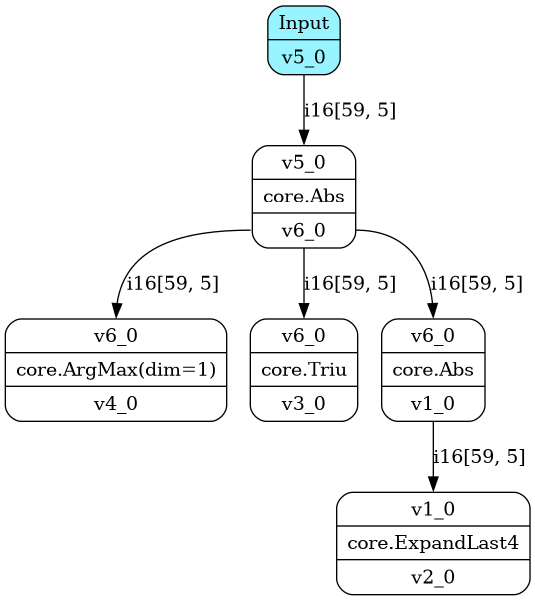 Input
v5_0
i16[59, 5]
v5_0
core.Abs
v6_0
i16[59, 5]
i16[59, 5]
i16[59, 5]
v6_0
core.ArgMax(dim=1)
v4_0
v6_0
core.Triu
v3_0
v6_0
core.Abs
v1_0
i16[59, 5]
v1_0
core.ExpandLast4
v2_0